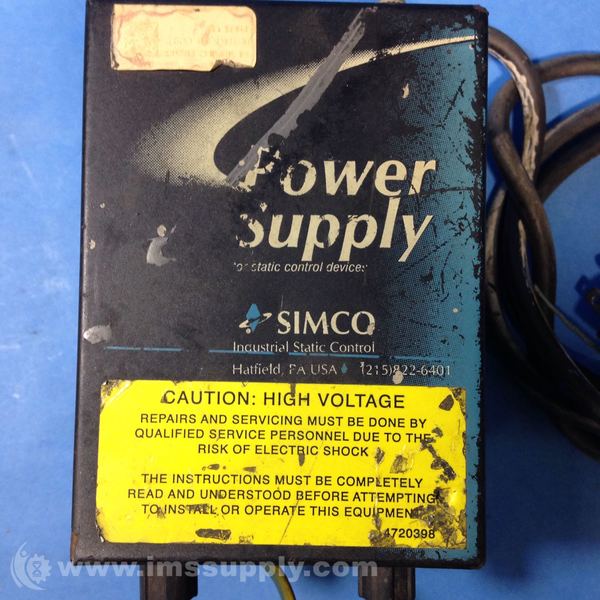 Power
Supply
for static control devices
SIMCO
Industrial Static Control
Hatfield, PA USA (215)822-6401
CAUTION: HIGH VOLTAGE
REPAIRS AND SERVICING MUST BE DONE BY
QUALIFIED SERVICE PERSONNEL DUE TO THE
RISK OF ELECTRIC SHOCK
THE INSTRUCTIONS MUST BE COMPLETELY
READ AND UNDERSTOOD BEFORE ATTEMPTING
TO INSTALL OR OPERATE THIS EQUIPMENT
4720398
www.imssupply.com